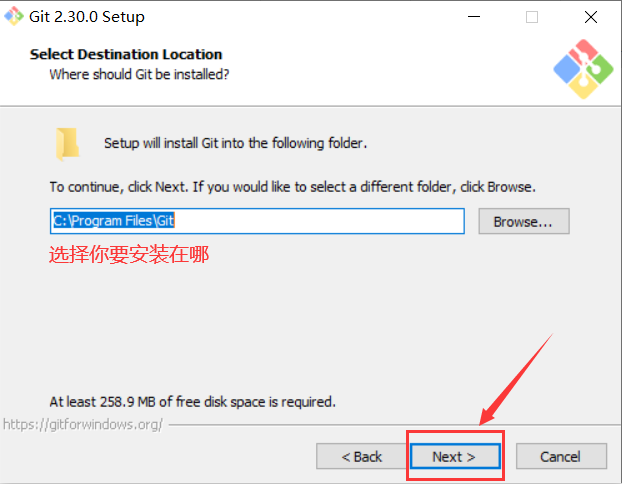 Git 2.30.0 Setup
Select Destination Location
Where should Git be installed?
Setup will install Git into the following folder.
To continue, click Next. If you would like to select a different folder, click Browse.
C:\Program Files\Git
Browse...
选择你要安装在哪
At least 258.9 MB of free disk space is required.
https://gitforwindows.org/
< Back
Next >
Cancel